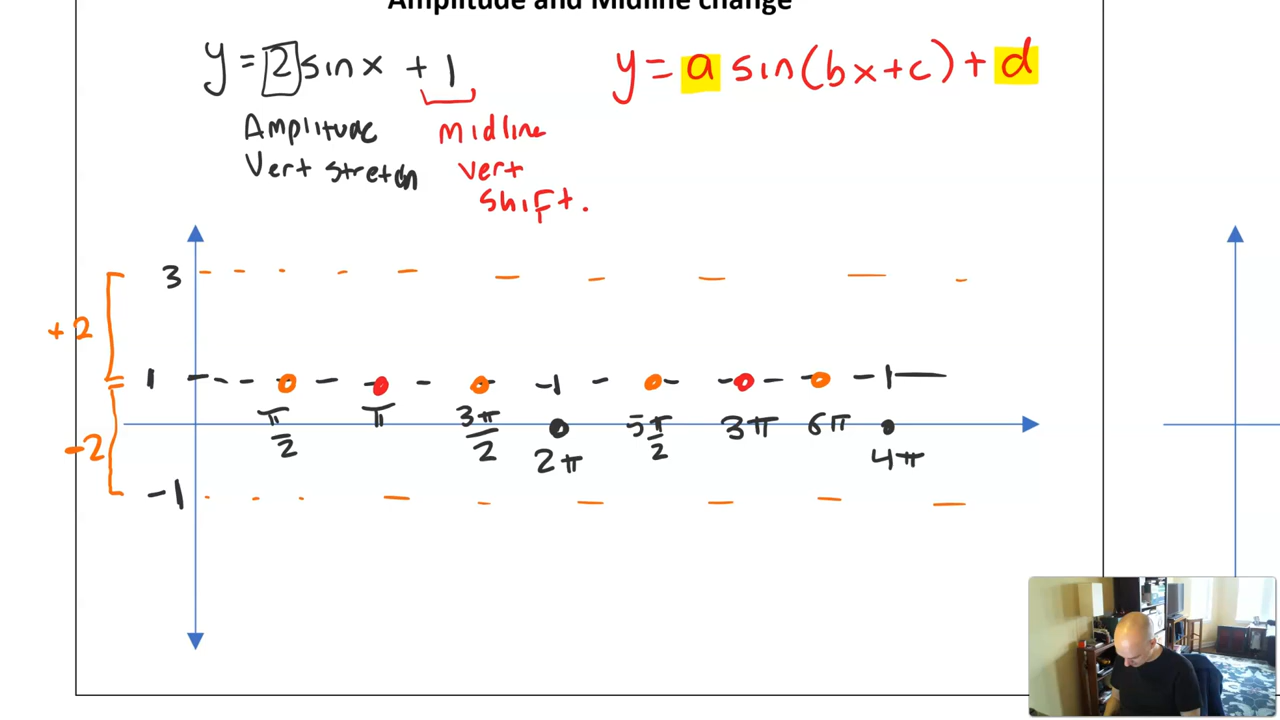 Amplitude and Midline change
y = 2 sin x + 1
y = a sin(bx+c) + d
Amplitude
Vert stretch
Midline
vert
shift.
3
+2
1
π/2
π
3π/2
2π
5π/2
3π
6π
4π
-2
-1